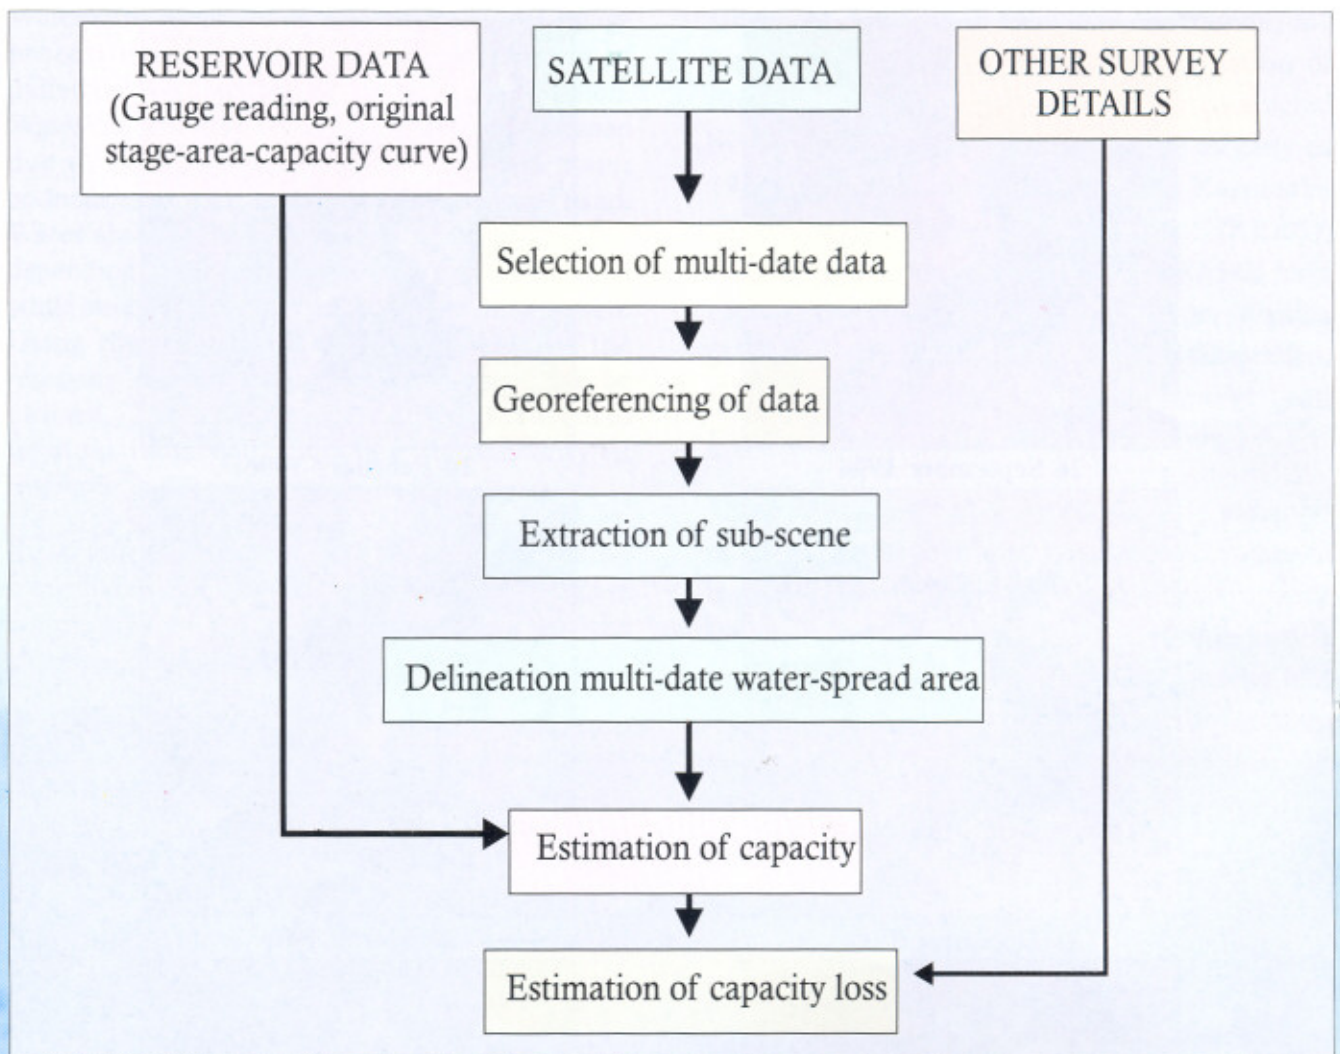 RESERVOIR DATA
(Gauge reading, original
stage-area-capacity curve)
SATELLITE DATA
OTHER SURVEY
DETAILS
Selection of multi-date data
Georeferencing of data
Extraction of sub-scene
Delineation multi-date water-spread area
Estimation of capacity
Estimation of capacity loss